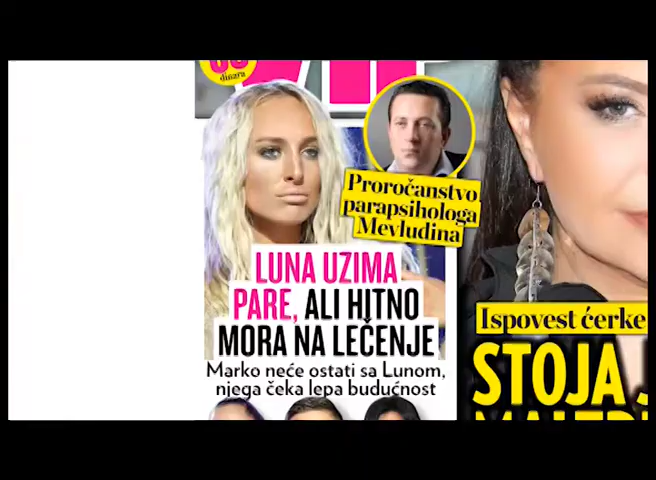 dinara
Proročanstvo
parapsihologa
Mevludina
LUNA UZIMA
PARE, ALI HITNO
MORA NA LEČENJE
Marko neće ostati sa Lunom,
njega čeka lepa budućnost
Ispovest ćerke
STOJA